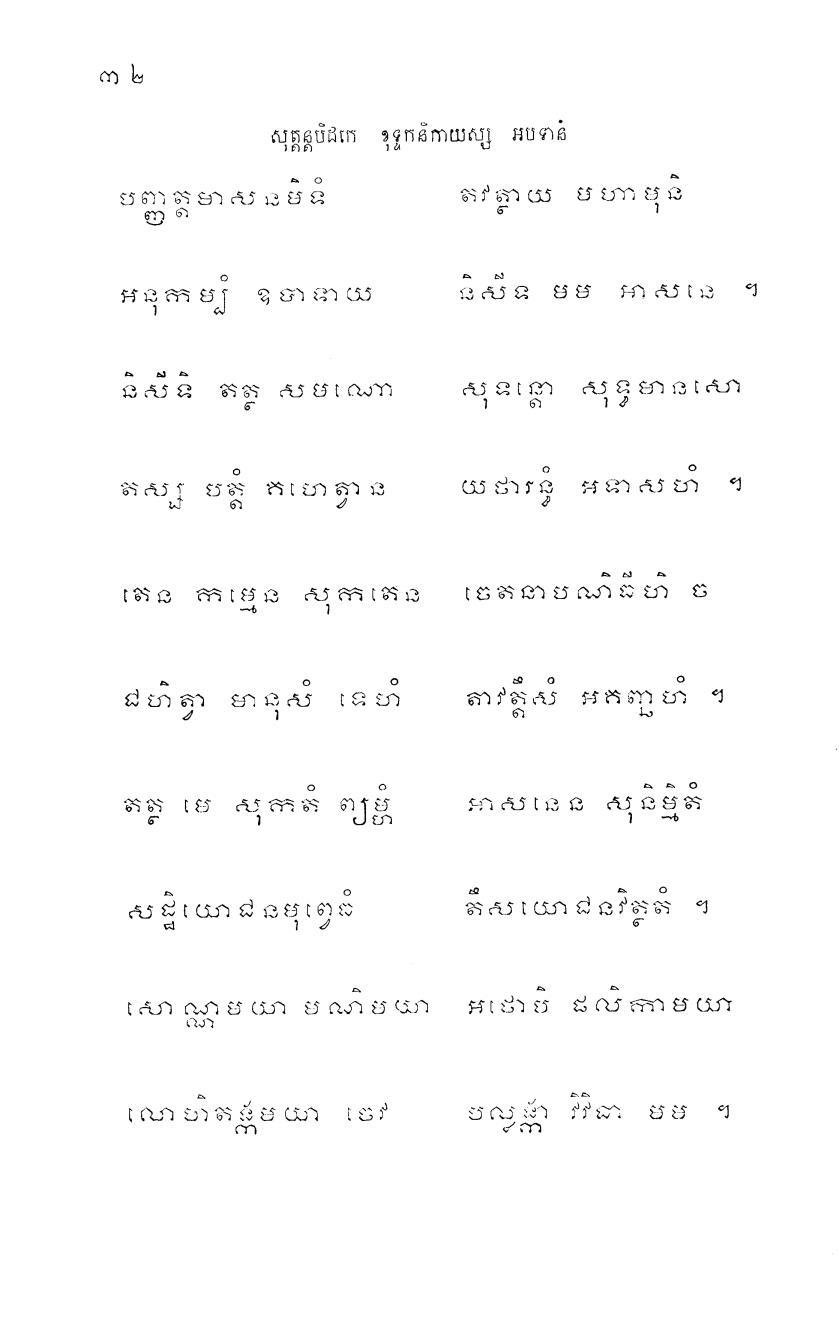 ៣២
សុត្តន្តបិដកេ ខុទ្ទកនិកាយស្ស អបទានំ
បញ្ញត្តមាសនមិទំ តវត្ថាយ មហាមុនិ
អនុកម្បំ ឧបាទាយ និសីទ មម អាសនេ ។
និសីទិ តត្ថ សមណោ សុទន្តោ សុទ្ធមានសោ
តស្ស បត្តំ គហេត្វាន យថារន្ធំ អទាសហំ ។
តេន កម្មេន សុកតេន ចេតនាបណិធីហិ ច
ជហិត្វា មានុសំ ទេហំ តាវត្តឹសំ អគញ្ឆហំ ។
តត្ថ មេ សុកតំ ព្យម្ហំ អាសនេន សុនិម្មិតំ
សដ្ឋិយោជនមុព្វេធំ តឹសយោជនវិត្ថតំ ។
សោណ្ណមយា មណិមយា អថោបិ ផលិកាមយា
លោហិតង្កមយា ចេវ បល្លង្កា វិវិធា មម ។